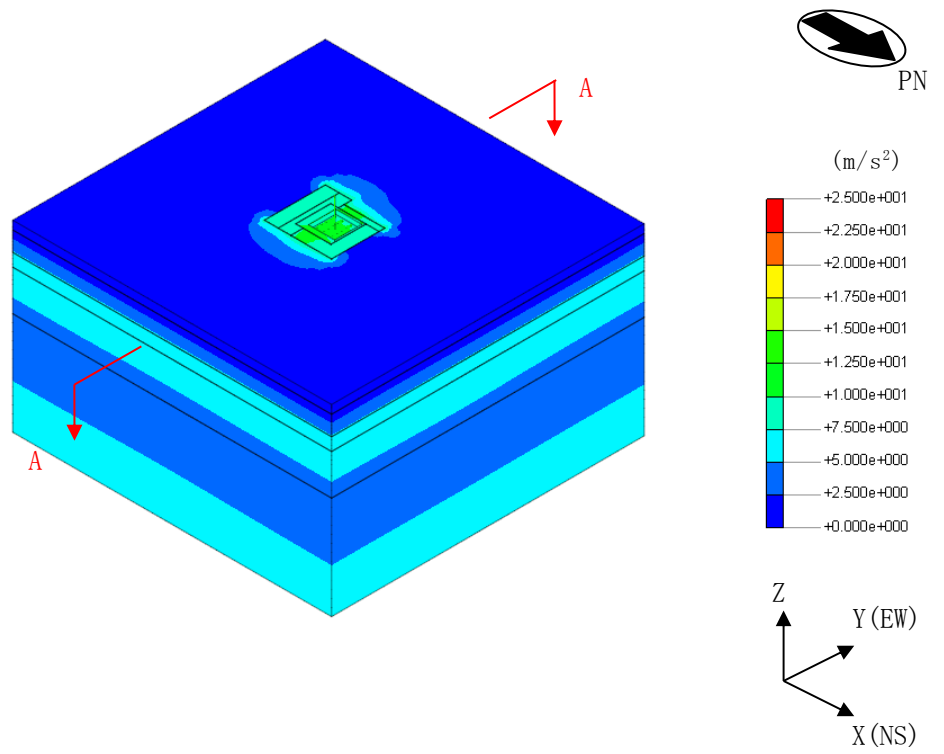 PN
A
A
(m/s²)
+2.500e+001
+2.250e+001
+2.000e+001
+1.750e+001
+1.500e+001
+1.250e+001
+1.000e+001
+7.500e+000
+5.000e+000
+2.500e+000
+0.000e+000
Z
Y(EW)
X(NS)